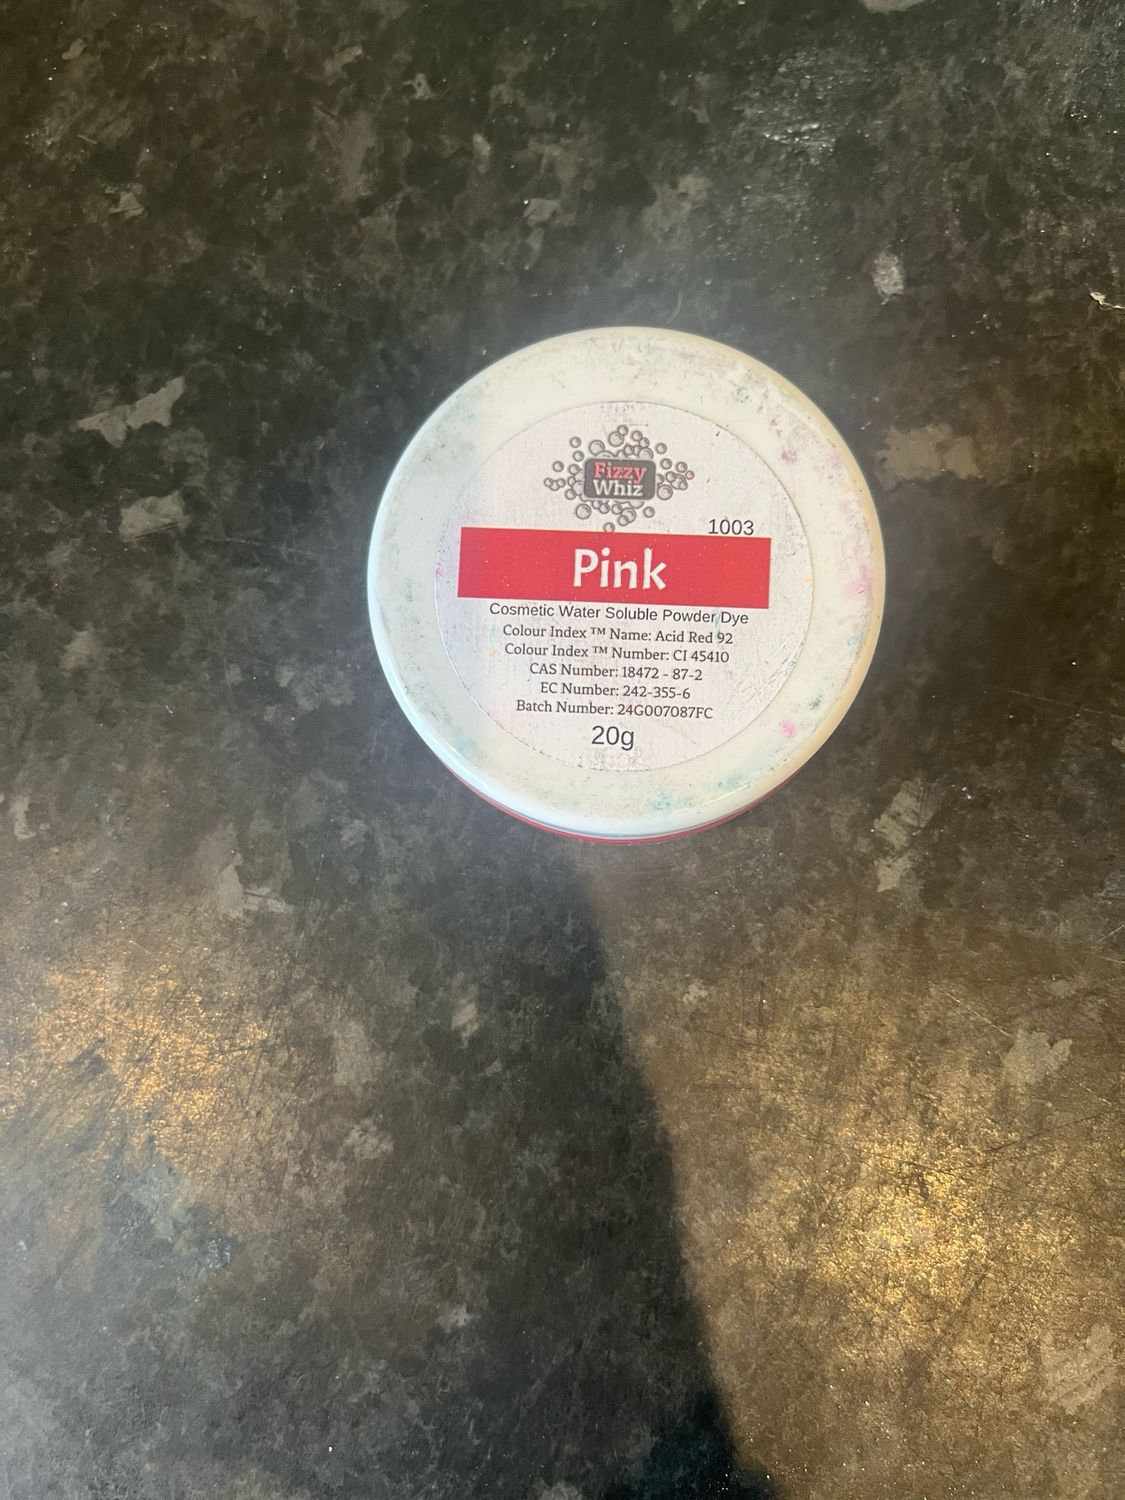 Fizzy
Whiz
1003
Pink
Cosmetic Water Soluble Powder Dye
Colour Index ™ Name: Acid Red 92
Colour Index ™ Number: CI 45410
CAS Number: 18472 - 87-2
EC Number: 242-355-6
Batch Number: 24G007087FC
20g